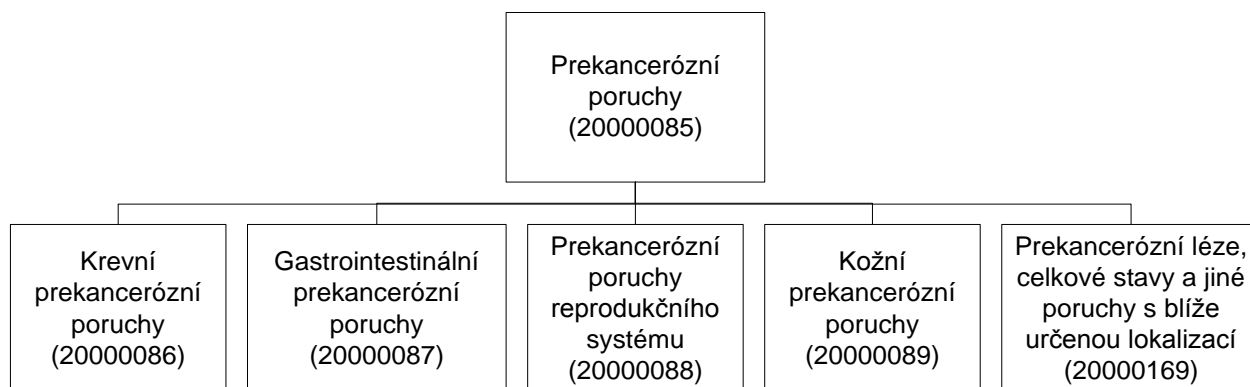 Prekancerózní
poruchy
(20000085)
Krevní
prekancerózní
poruchy
(20000086)
Gastrointestinální
prekancerózní
poruchy
(20000087)
Prekancerózní
poruchy
reprodukčního
systému
(20000088)
Kožní
prekancerózní
poruchy
(20000089)
Prekancerózní léze,
celkové stavy a jiné
poruchy s blíže
určenou lokalizací
(20000169)